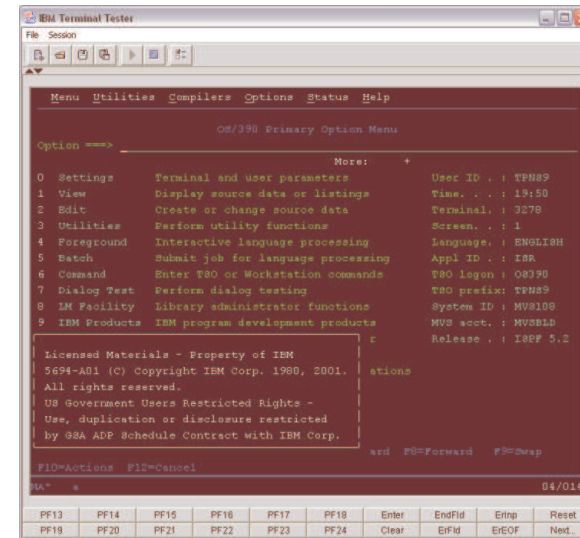 IBM Terminal Tester
File Session
Menu Utilities Compilers Options Status Help
OS/390 Primary Option Menu
Option ===>
More: +
0 Settings Terminal and user parameters User ID . : TPN89
1 View Display source data or listings Time. . . : 19:50
2 Edit Create or change source data Terminal. : 3278
3 Utilities Perform utility functions Screen. . : 1
4 Foreground Interactive language processing Language. : ENGLISH
5 Batch Submit job for language processing Appl ID . : ISR
6 Command Enter TSO or Workstation commands TSO logon : OS390
7 Dialog Test Perform dialog testing TSO prefix: TPN89
8 LM Facility Library administrator functions System ID : MVS108
9 IBM Products IBM program development products MVS acct. : MVSBLD
r Release . : ISPF 5.2
Licensed Materials - Property of IBM
5694-A01 (C) Copyright IBM Corp. 1980, 2001. ations
All rights reserved.
US Government Users Restricted Rights -
Use, duplication or disclosure restricted
by GSA ADP Schedule Contract with IBM Corp.
ard F8=Forward F9=Swap
F10=Actions F12=Cancel
MA* a 04/014
PF13 PF14 PF15 PF16 PF17 PF18 Enter EndFld ErInp Reset
PF19 PF20 PF21 PF22 PF23 PF24 Clear ErFld ErEOF Next...